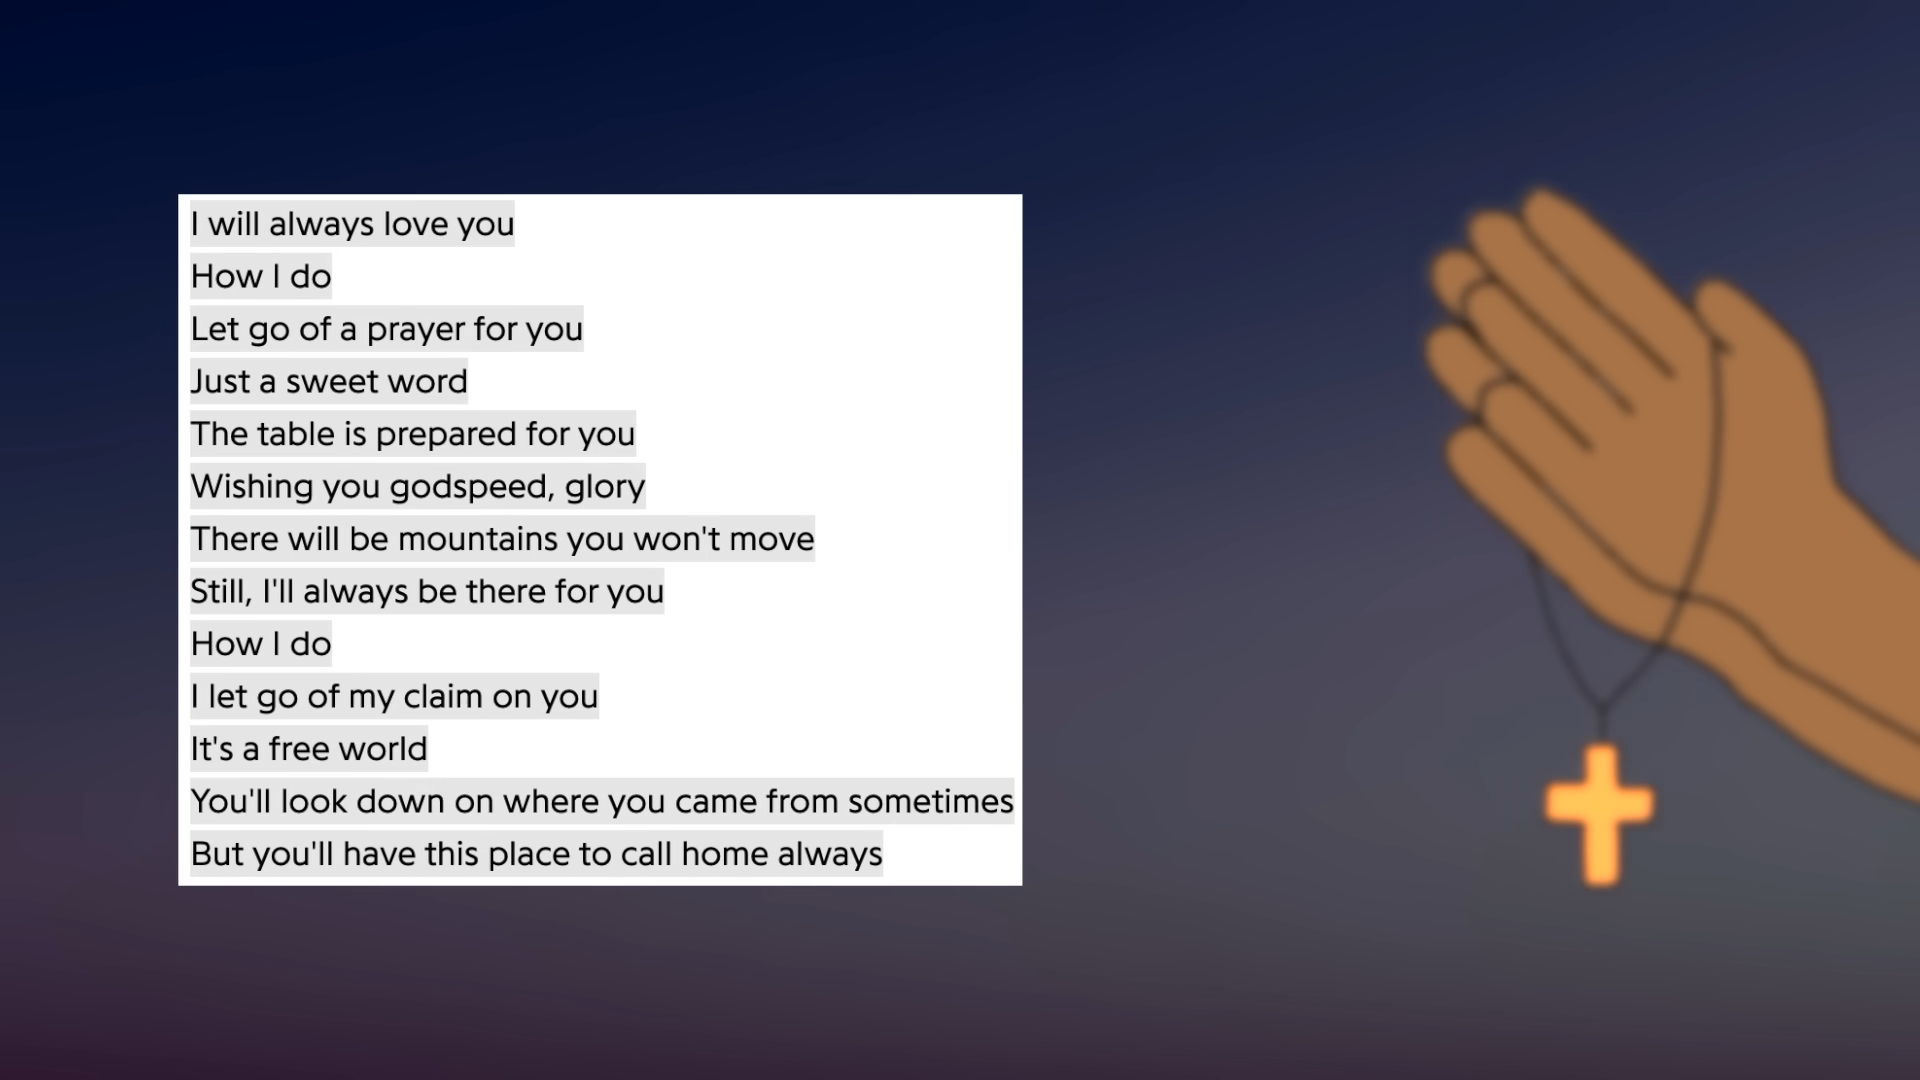 I will always love you
How I do
Let go of a prayer for you
Just a sweet word
The table is prepared for you
Wishing you godspeed, glory
There will be mountains you won't move
Still, I'll always be there for you
How I do
I let go of my claim on you
It's a free world
You'll look down on where you came from sometimes
But you'll have this place to call home always